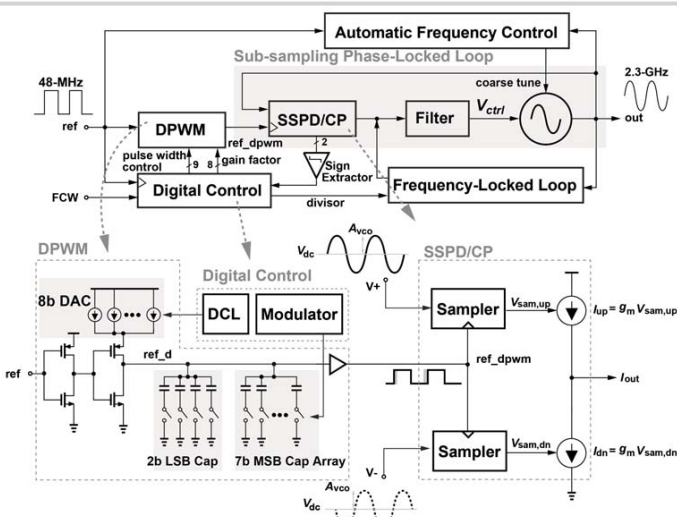 Automatic Frequency Control
Sub-sampling Phase-Locked Loop
48-MHz
ref
DPWM
ref_dpwm
SSPD/CP
Filter
Vctrl
coarse tune
2.3-GHz
out
pulse width control
9
8
gain factor
2
Sign Extractor
Digital Control
FCW
divisor
Frequency-Locked Loop
DPWM
Digital Control
SSPD/CP
8b DAC
DCL
Modulator
ref
ref_d
2b LSB Cap
7b MSB Cap Array
Avco
Vdc
V+
Sampler
Vsam,up
Iup= gm Vsam,up
ref_dpwm
Iout
Sampler
Vsam,dn
Idn= gm Vsam,dn
V-
Avco
Vdc